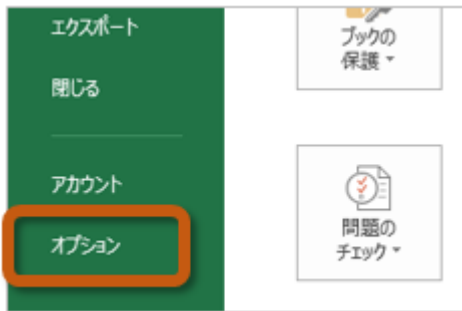 エクスポート
閉じる
アカウント
オプション
ブックの
保護
問題の
チェック